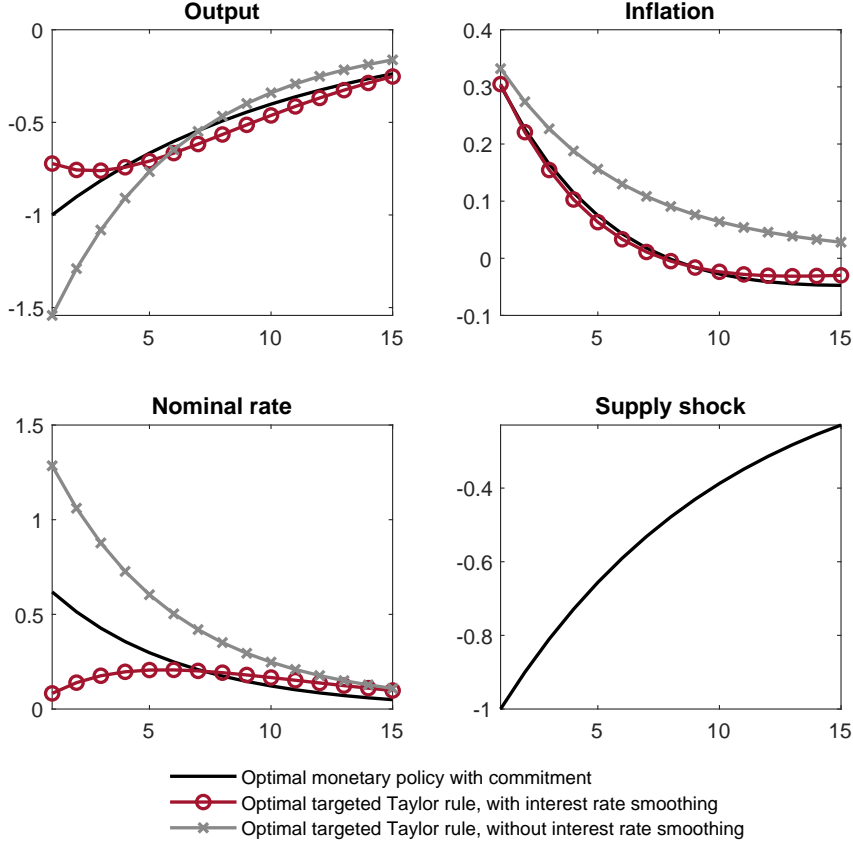 Output
0
-0.5
-1
-1.5
5 10 15
Inflation
0.4
0.3
0.2
0.1
0
-0.1
5 10 15
Nominal rate
1.5
1
0.5
0
5 10 15
Supply shock
5 10 15
-0.4
-0.6
-0.8
-1
Optimal monetary policy with commitment
Optimal targeted Taylor rule, with interest rate smoothing
Optimal targeted Taylor rule, without interest rate smoothing